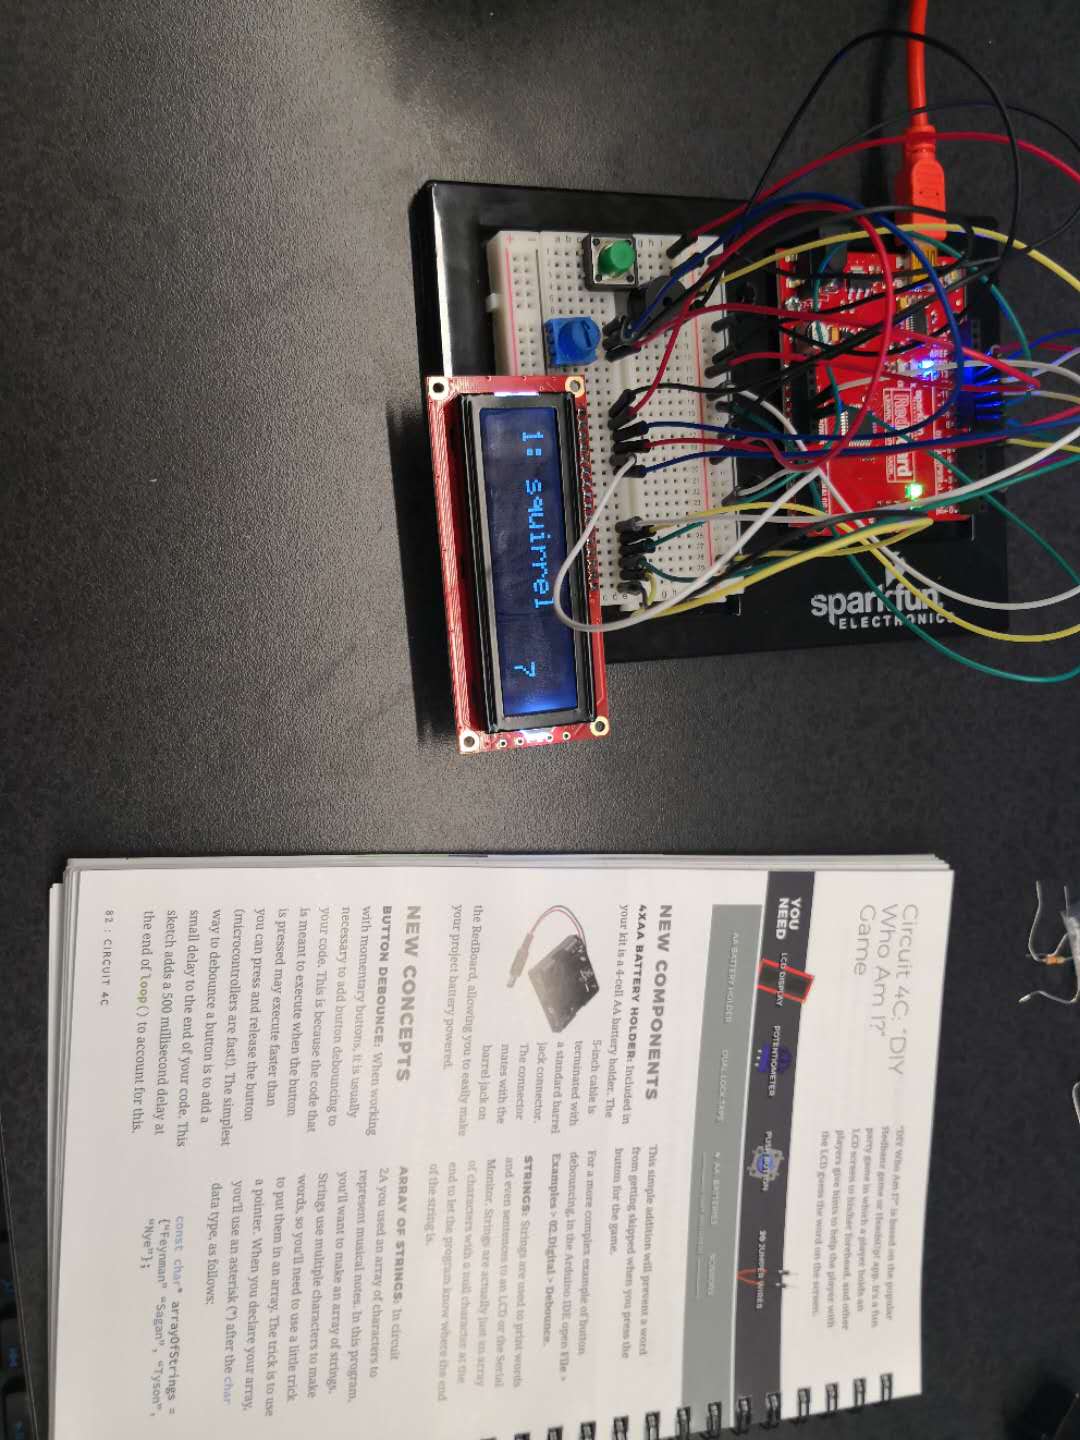 1: squirrel
7
sparkfun
ELECTRONICS
AREF
GND
13
sparkfun
RedBoard
Circuit 4C: "DIY
Who Am I?"
Game
"DIY Who Am I?" is based on the popular
Hedbanz game or HeadsUp! app. It's a fun
party game in which a player holds an
LCD screen to his/her forehead, and other
players give hints to help the player with
the LCD guess the word on the screen.
YOU
NEED
LCD DISPLAY
POTENTIOMETER
PUSH BUTTON
JUMPER WIRES
AA BATTERY HOLDER
DUAL LOCK TAPE
AA BATTERIES
SCISSORS
NEW COMPONENTS
4XAA BATTERY HOLDER: Included in
your kit is a 4-cell AA battery holder. The
5-inch cable is
terminated with
a standard barrel
jack connector.
The connector
mates with the
barrel jack on
the RedBoard, allowing you to easily make
your project battery powered.
NEW CONCEPTS
BUTTON DEBOUNCE: When working
with momentary buttons, it is usually
necessary to add button debouncing to
your code. This is because the code that
is meant to execute when the button
is pressed may execute faster than
you can press and release the button
(microcontrollers are fast!). The simplest
way to debounce a button is to add a
small delay to the end of your code. This
sketch adds a 500 millisecond delay at
the end of loop() to account for this.
This simple addition will prevent a word
from getting skipped when you press the
button for the game.
For a more complex example of button
debouncing, in the Arduino IDE open File >
Examples > 02.Digital > Debounce.
STRINGS: Strings are used to print words
and even sentences to an LCD or the Serial
Monitor. Strings are actually just an array
of characters with a null character at the
end to let the program know where the end
of the string is.
ARRAY OF STRINGS: In circuit
2A you used an array of characters to
represent musical notes. In this program,
you'll want to make an array of strings.
Strings use multiple characters to make
words, so you'll need to use a little trick
to put them in an array. The trick is to use
a pointer. When you declare your array,
you'll use an asterisk (*) after the char
data type, as follows:
const char* arrayOfStrings =
{"Feynman" "Sagan", "Tyson",
"Nye"};
82 : CIRCUIT 4C